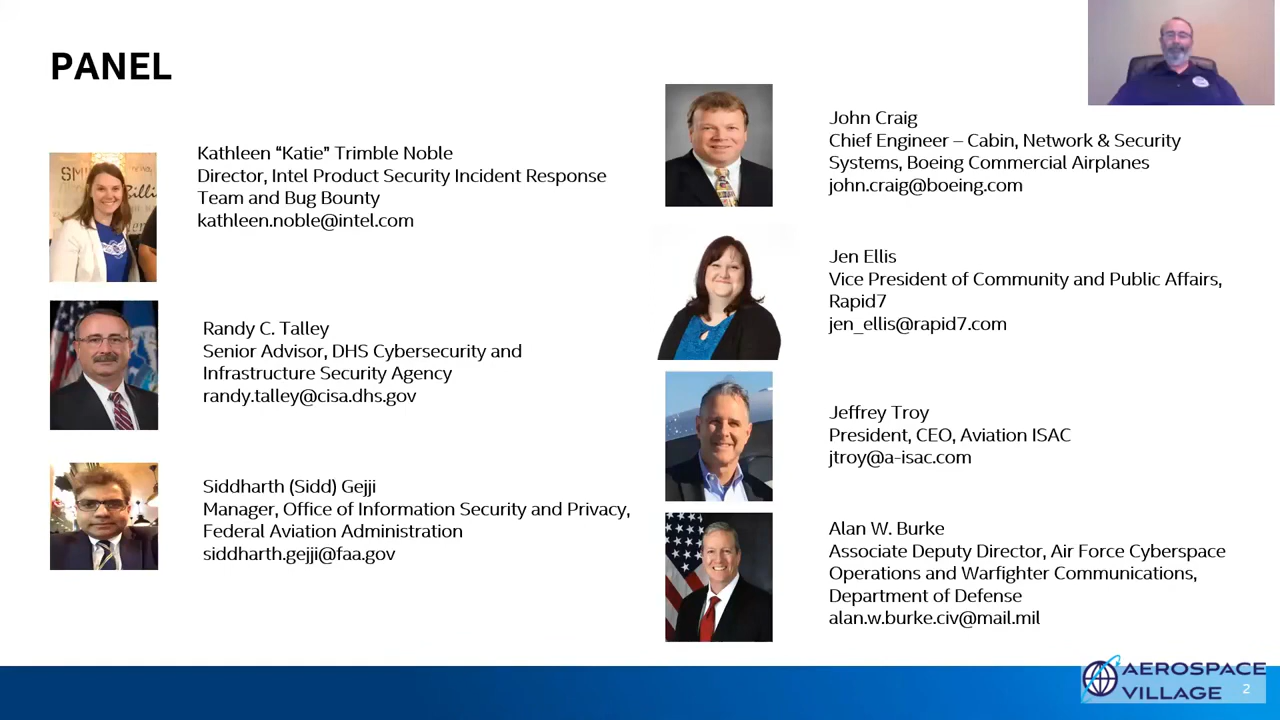 PANEL
Kathleen “Katie” Trimble Noble
Director, Intel Product Security Incident Response
Team and Bug Bounty
kathleen.noble@intel.com
Randy C. Talley
Senior Advisor, DHS Cybersecurity and
Infrastructure Security Agency
randy.talley@cisa.dhs.gov
Siddharth (Sidd) Gejji
Manager, Office of Information Security and Privacy,
Federal Aviation Administration
siddharth.gejji@faa.gov
John Craig
Chief Engineer – Cabin, Network & Security
Systems, Boeing Commercial Airplanes
john.craig@boeing.com
Jen Ellis
Vice President of Community and Public Affairs,
Rapid7
jen_ellis@rapid7.com
Jeffrey Troy
President, CEO, Aviation ISAC
jtroy@a-isac.com
Alan W. Burke
Associate Deputy Director, Air Force Cyberspace
Operations and Warfighter Communications,
Department of Defense
alan.w.burke.civ@mail.mil
AEROSPACE
VILLAGE
2